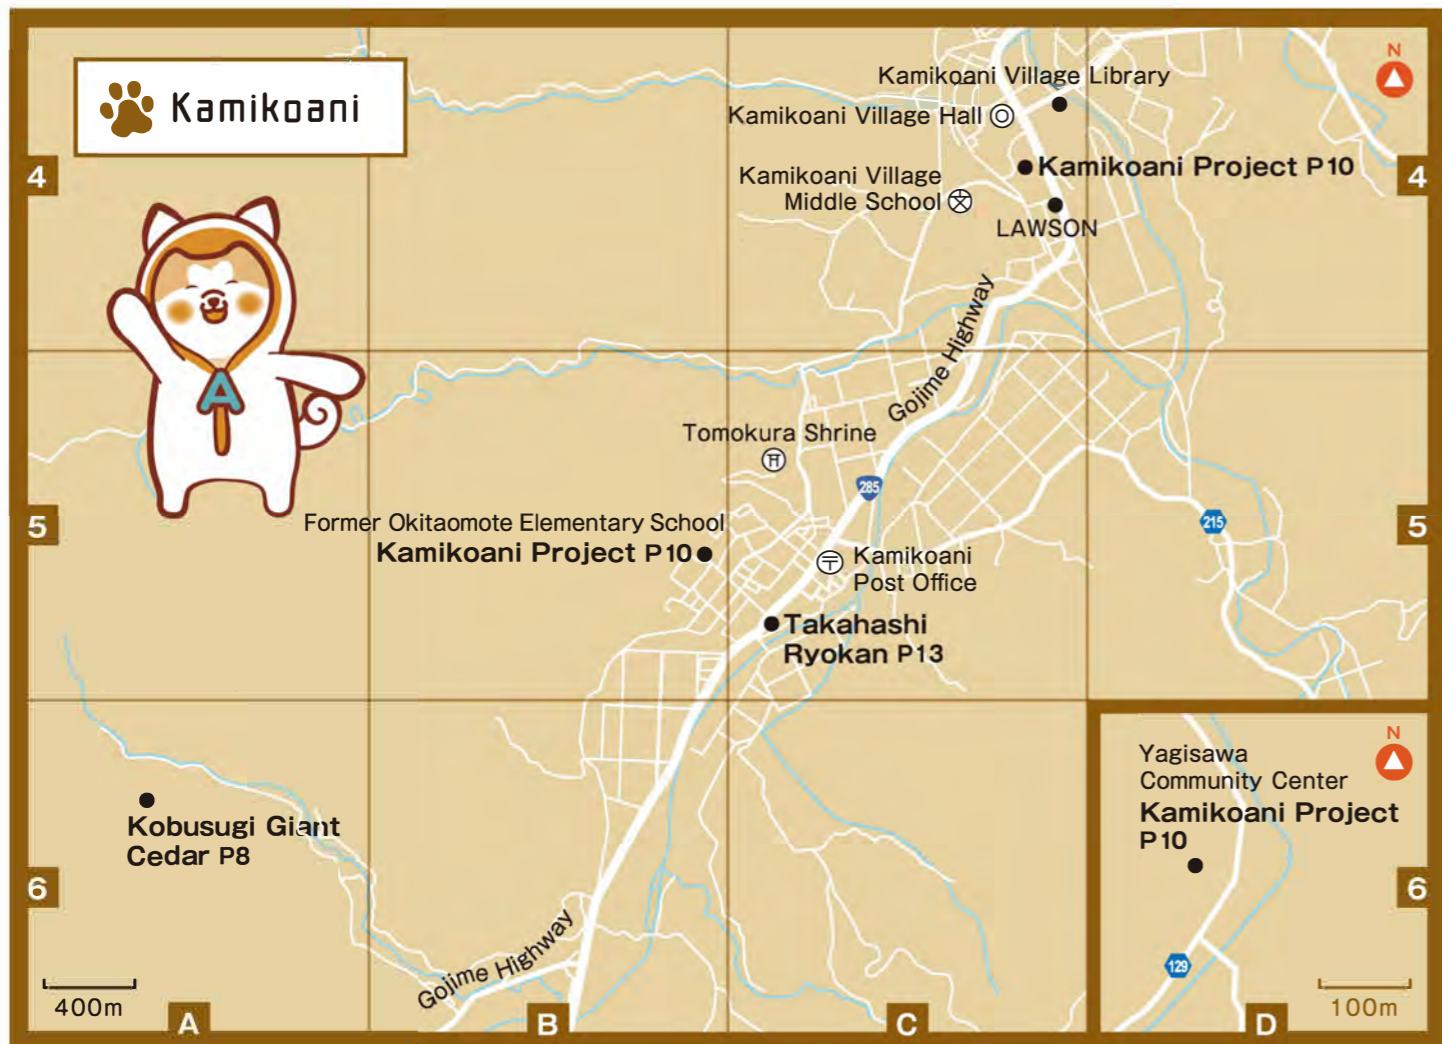 Kamikoani
N
Kamikoani Village Library
Kamikoani Village Hall
4
4
Kamikoani Project P10
Kamikoani Village
Middle School
LAWSON
Gojime Highway
A
Tomokura Shrine
285
5
5
Former Okitaomote Elementary School
Kamikoani Project P10
215
Kamikoani
Post Office
Takahashi
Ryokan P13
N
Yagisawa
Community Center
Kamikoani Project
P10
Kobusugi Giant
Cedar P8
6
6
Gojime Highway
129
400m
100m
A
B
C
D